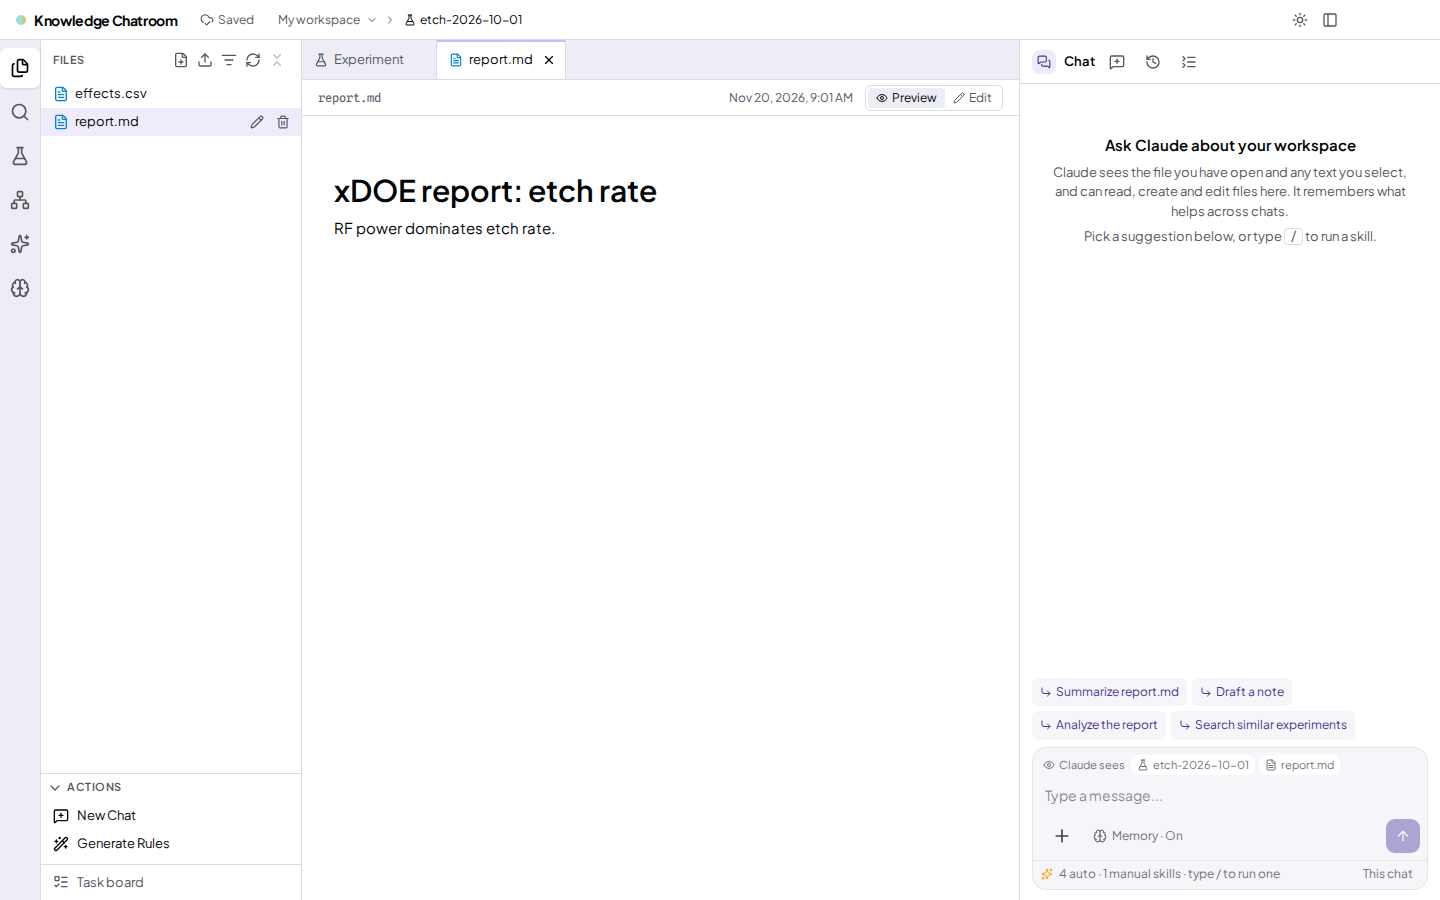 Knowledge Chatroom
Saved
My workspace
etch-2026-10-01
FILES
effects.csv
report.md
ACTIONS
New Chat
Generate Rules
Task board
Experiment
report.md
report.md
Nov 20, 2026, 9:01 AM
Preview
Edit
xDOE report: etch rate
RF power dominates etch rate.
Chat
Ask Claude about your workspace
Claude sees the file you have open and any text you select,
and can read, create and edit files here. It remembers what
helps across chats.
Pick a suggestion below, or type / to run a skill.
Summarize report.md
Draft a note
Analyze the report
Search similar experiments
Claude sees
etch-2026-10-01
report.md
Type a message...
Memory · On
4 auto · 1 manual skills · type / to run one
This chat